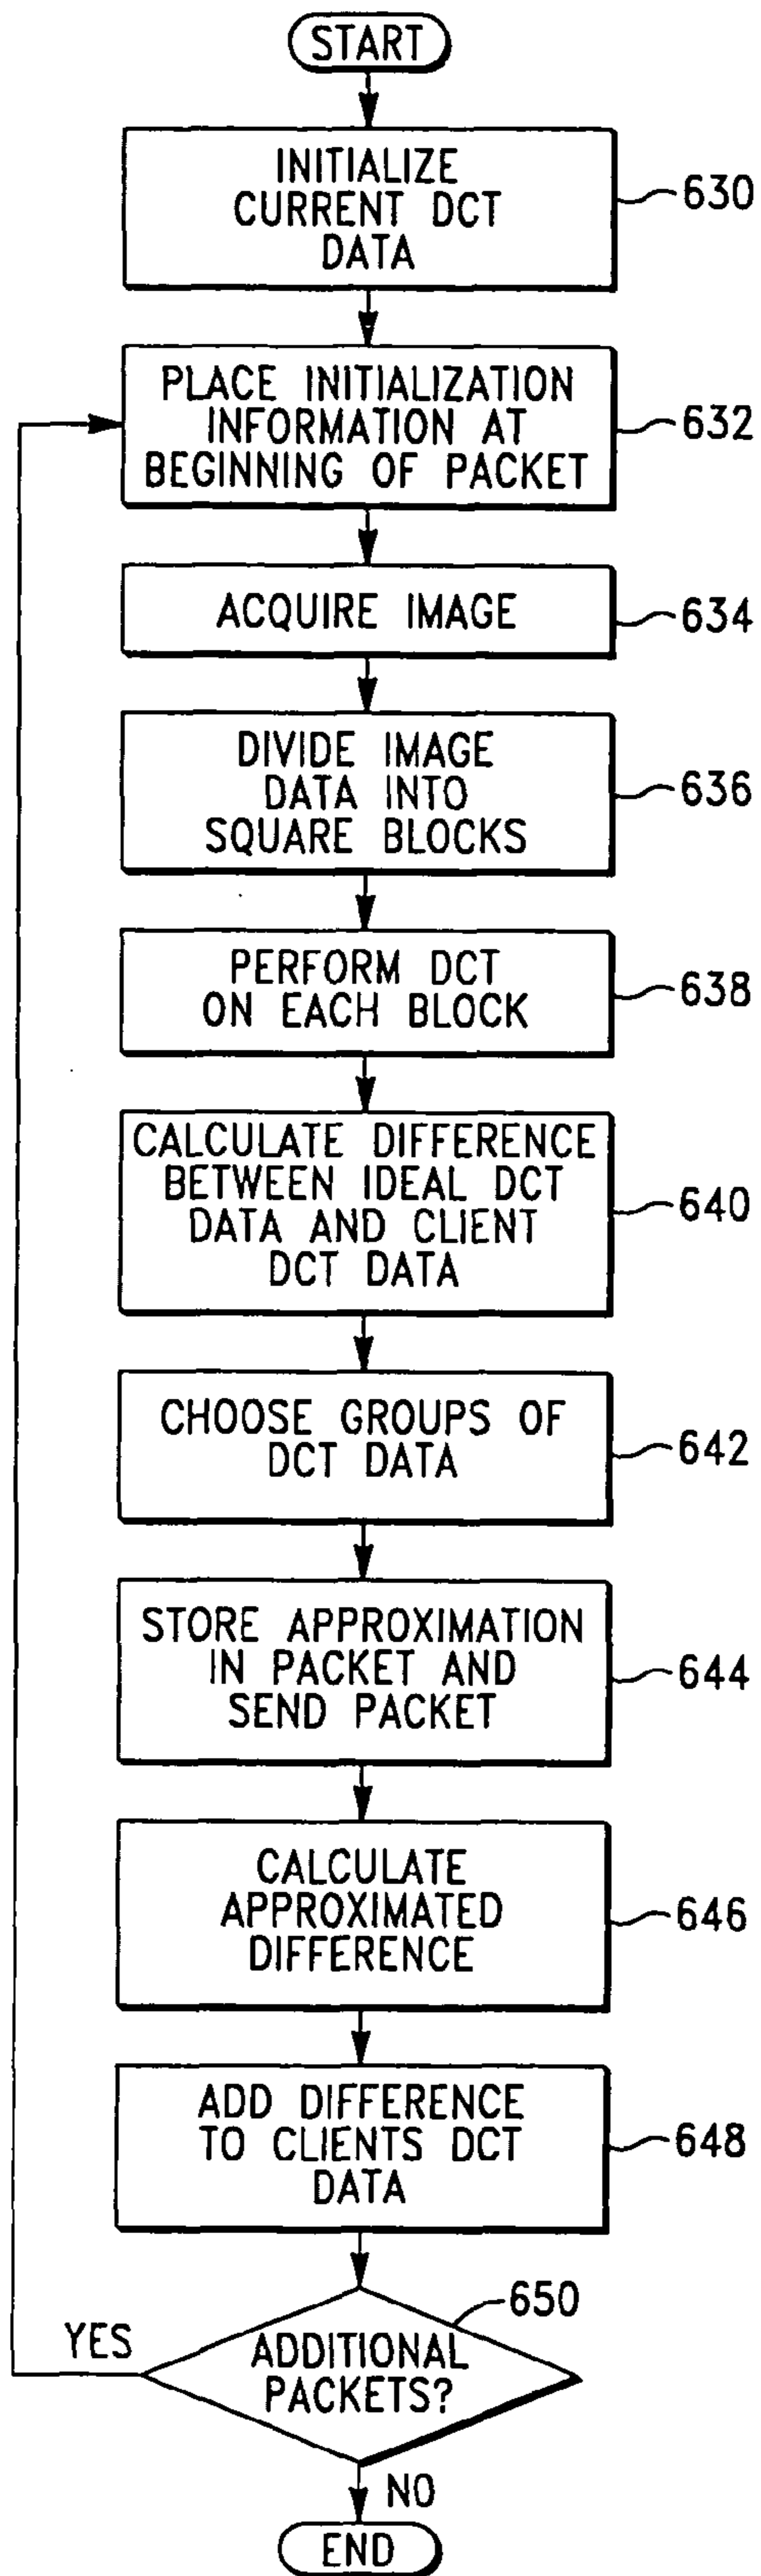 START
INITIALIZE
CURRENT DCT
DATA
630
PLACE INITIALIZATION
INFORMATION AT
BEGINNING OF PACKET
632
ACQUIRE IMAGE
634
DIVIDE IMAGE
DATA INTO
SQUARE BLOCKS
636
PERFORM DCT
ON EACH BLOCK
638
CALCULATE DIFFERENCE
BETWEEN IDEAL DCT
DATA AND CLIENT
DCT DATA
640
CHOOSE GROUPS OF
DCT DATA
642
STORE APPROXIMATION
IN PACKET AND
SEND PACKET
644
CALCULATE
APPROXIMATED
DIFFERENCE
646
ADD DIFFERENCE
TO CLIENTS DCT
DATA
648
650
YES
ADDITIONAL
PACKETS?
NO
END